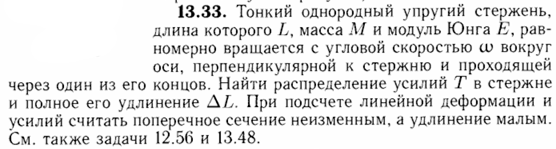 13.33. Тонкий однородный упругий стержень,
длина которого L, масса M и модуль Юнга E, рав-
номерно вращается с угловой скоростью ω вокруг
оси, перпендикулярной к стержню и проходящей
через один из его концов. Найти распределение усилий T в стержне
и полное его удлинение ΔL. При подсчете линейной деформации и
усилий считать поперечное сечение неизменным, а удлинение малым.
См. также задачи 12.56 и 13.48.